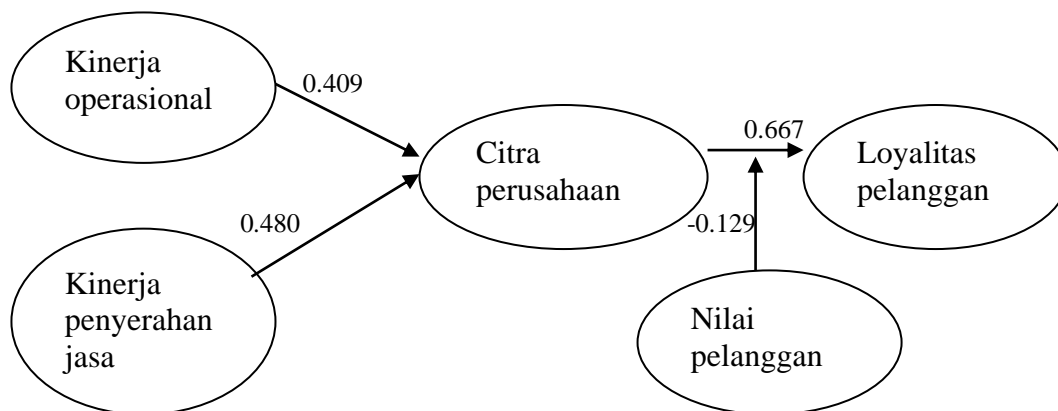 Kinerja
operasional
0.409
Citra
perusahaan
0.667
Loyalitas
pelanggan
0.480
-0.129
Kinerja
penyerahan
jasa
Nilai
pelanggan